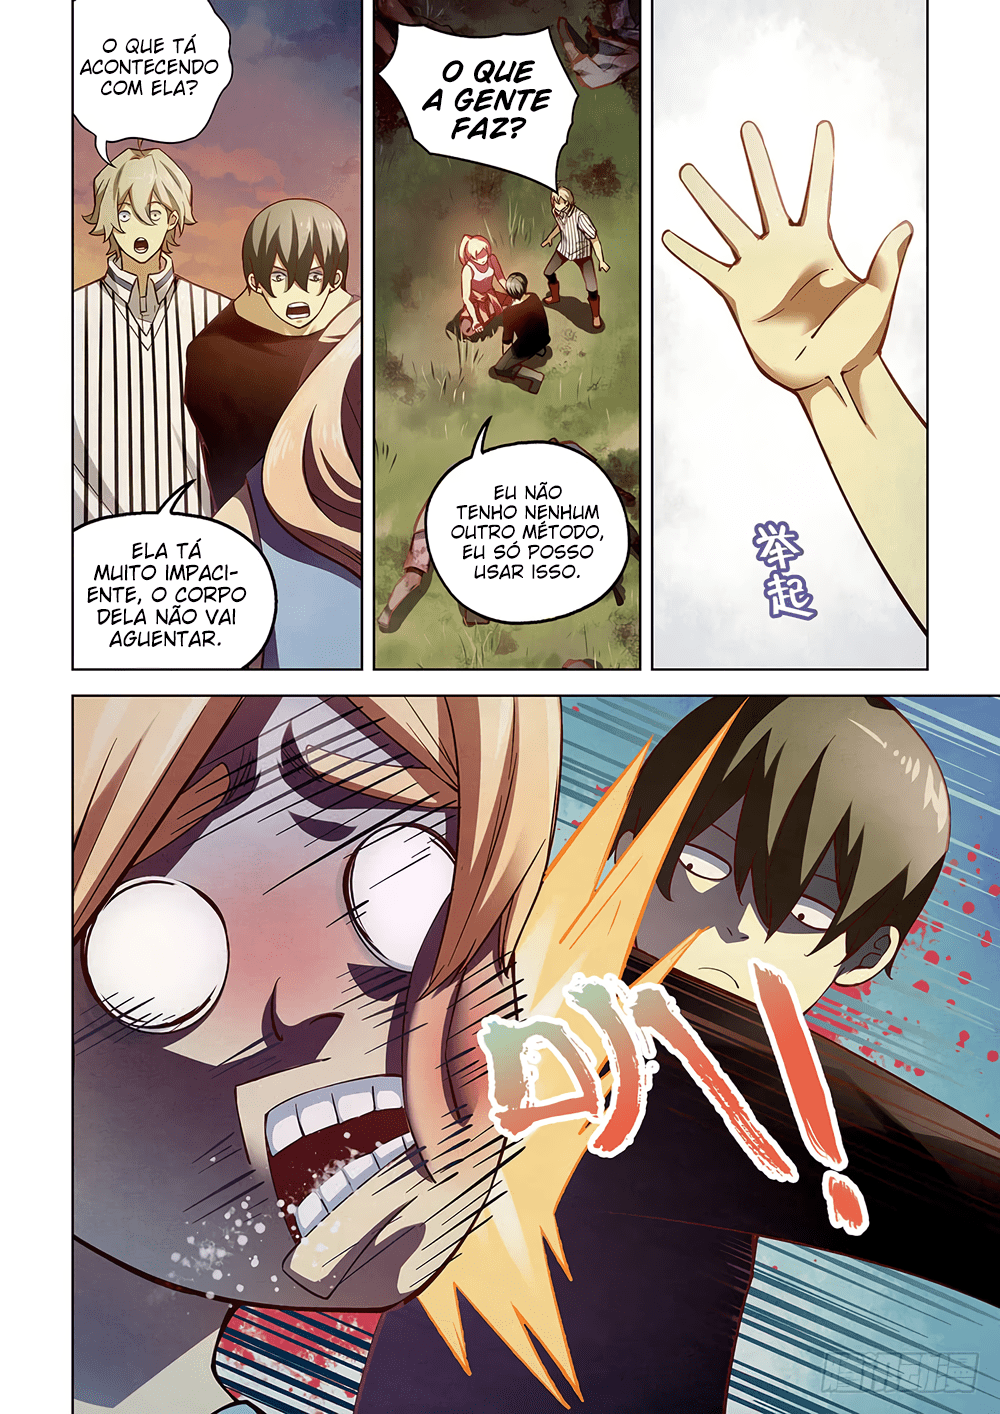 O QUE TÁ
ACONTECENDO
COM ELA?
ELA TÁ
MUITO IMPACI-
ENTE, O CORPO
DELA NÃO VAI
AGUENTAR.
O QUE
A GENTE
FAZ?
EU NÃO
TENHO NENHUM
OUTRO MÉTODO,
EU SÓ POSSO
USAR ISSO.
举起
叭!